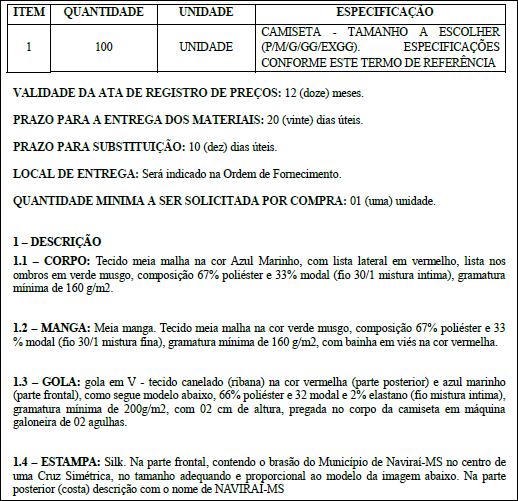 ITEM QUANTIDADE UNIDADE ESPECIFICAÇÃO
1 100 UNIDADE CAMISETA - TAMANHO A ESCOLHER
(P/M/G/GG/EXGG). ESPECIFICAÇÕES
CONFORME ESTE TERMO DE REFERÊNCIA
VALIDADE DA ATA DE REGISTRO DE PREÇOS: 12 (doze) meses.
PRAZO PARA A ENTREGA DOS MATERIAIS: 20 (vinte) dias úteis.
PRAZO PARA SUBSTITUIÇÃO: 10 (dez) dias úteis.
LOCAL DE ENTREGA: Será indicado na Ordem de Fornecimento.
QUANTIDADE MINIMA A SER SOLICITADA POR COMPRA: 01 (uma) unidade.
1 – DESCRIÇÃO
1.1 – CORPO: Tecido meia malha na cor Azul Marinho, com lista lateral em vermelho, lista nos
ombros em verde musgo, composição 67% poliéster e 33% modal (fio 30/1 mistura íntima), gramatura
mínima de 160 g/m2.
1.2 – MANGA: Meia manga. Tecido meia malha na cor verde musgo, composição 67% poliéster e 33
% modal (fio 30/1 mistura fina), gramatura mínima de 160 g/m2, com bainha em viés na cor vermelha.
1.3 – GOLA: gola em V - tecido canelado (ribana) na cor vermelha (parte posterior) e azul marinho
(parte frontal), como segue modelo abaixo, 66% poliéster e 32 modal e 2% elastano (fio mistura intima),
gramatura mínima de 200g/m2, com 02 cm de altura, pregada no corpo da camiseta em máquina
galoneira de 02 agulhas.
1.4 – ESTAMPA: Silk. Na parte frontal, contendo o brasão do Município de Naviraí-MS no centro de
uma Cruz Simétrica, no tamanho adequando e proporcional ao modelo da imagem abaixo. Na parte
posterior (costa) descrição com o nome de NAVIRAÍ-MS